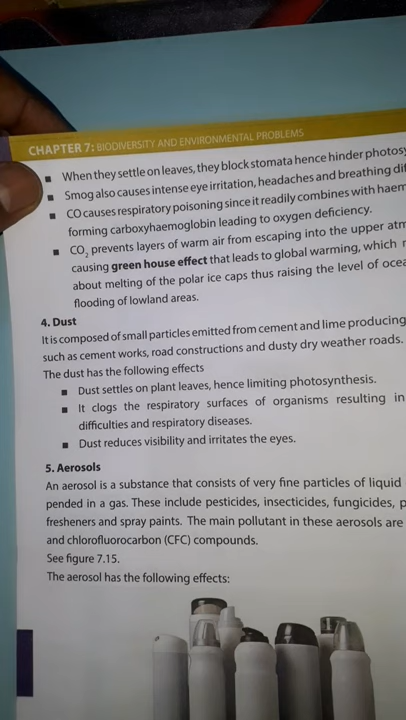 CHAPTER 7: BIODIVERSITY AND ENVIRONMENTAL PROBLEMS
■ When they settle on leaves, they block stomata hence hinder
■ Smog also causes intense eye irritation, headaches and breathing
■ CO causes respiratory poisoning since it readily combines with
forming carboxyhaemoglobin leading to oxygen deficiency.
■ CO₂ prevents layers of warm air from escaping into the upper
causing green house effect that leads to global warming, which
about melting of the polar ice caps thus raising the level of
flooding of lowland areas.
4. Dust
It is composed of small particles emitted from cement and lime producing
such as cement works, road constructions and dusty dry weather roads.
The dust has the following effects
■ Dust settles on plant leaves, hence limiting photosynthesis.
■ It clogs the respiratory surfaces of organisms resulting in
difficulties and respiratory diseases.
■ Dust reduces visibility and irritates the eyes.
5. Aerosols
An aerosol is a substance that consists of very fine particles of liquid
pended in a gas. These include pesticides, insecticides, fungicides,
fresheners and spray paints. The main pollutant in these aerosols are
and chlorofluorocarbon (CFC) compounds.
See figure 7.15.
The aerosol has the following effects: